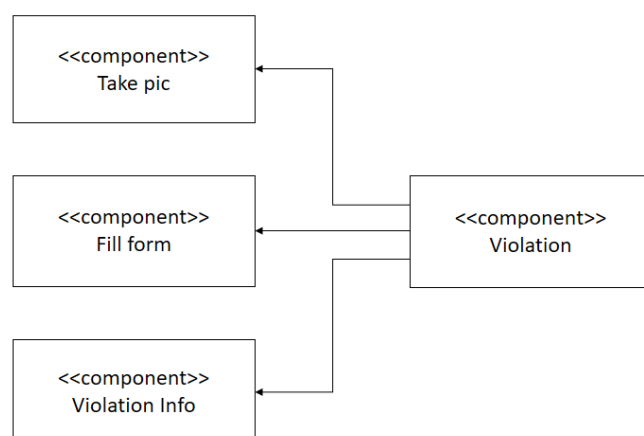 <<component>>
Take pic
<<component>>
Fill form
<<component>>
Violation
<<component>>
Violation Info